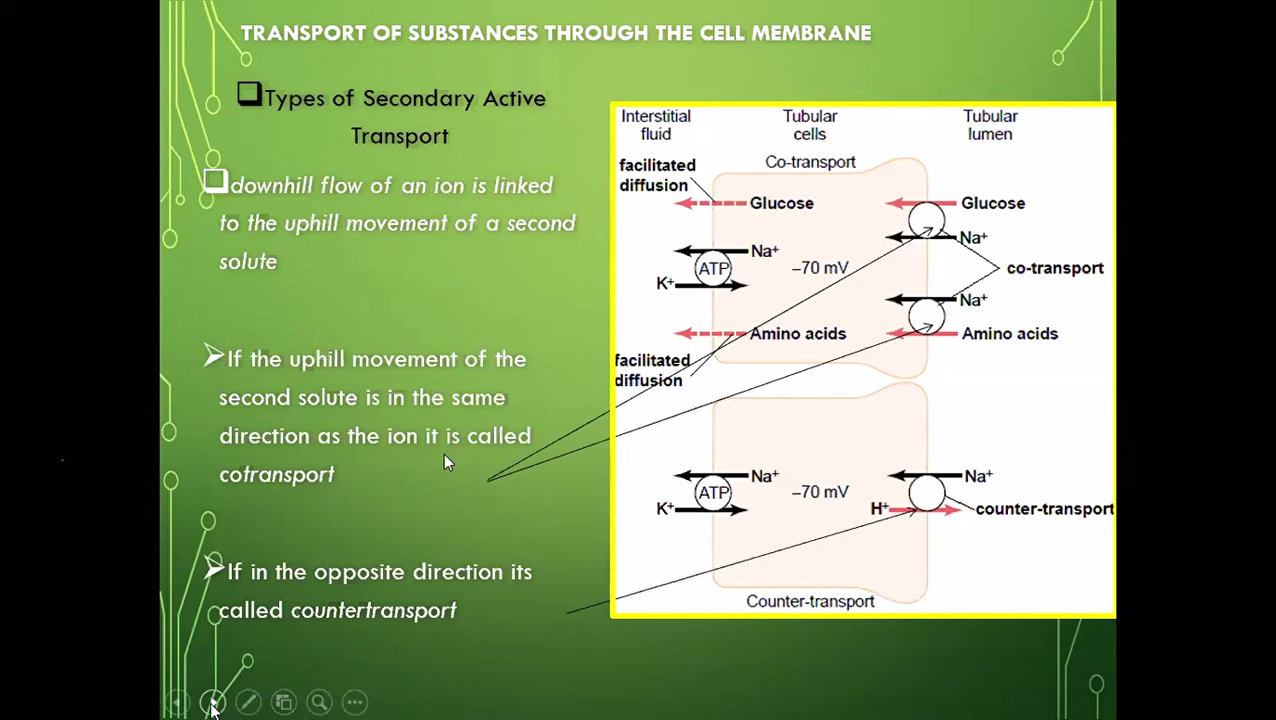 TRANSPORT OF SUBSTANCES THROUGH THE CELL MEMBRANE
Types of Secondary Active
Transport
downhill flow of an ion is linked
to the uphill movement of a second
solute
If the uphill movement of the
second solute is in the same
direction as the ion it is called
cotransport
If in the opposite direction its
called countertransport
Interstitial fluid
Tubular cells
Tubular lumen
Co-transport
facilitated diffusion
Glucose
Glucose
Na⁺
Na⁺
ATP
–70 mV
K⁺
co-transport
Na⁺
Amino acids
Amino acids
facilitated diffusion
Na⁺
Na⁺
ATP
–70 mV
K⁺
H⁺
counter-transport
Counter-transport